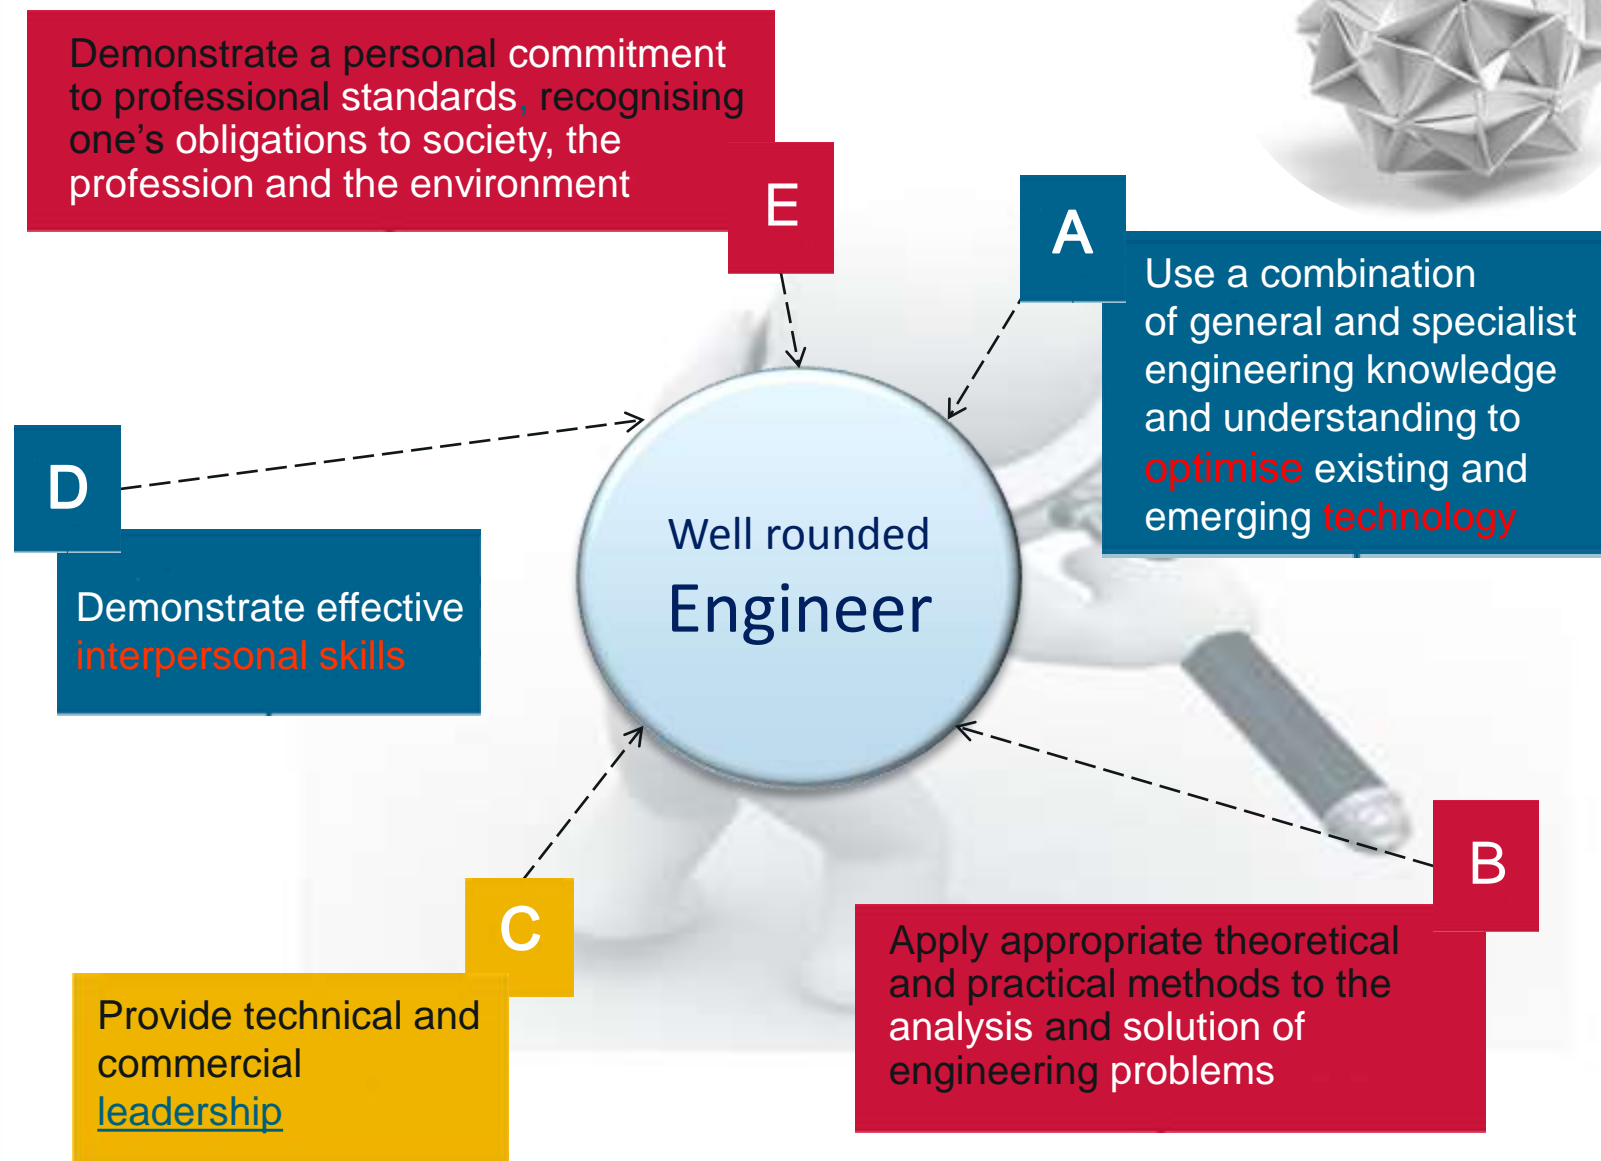 Demonstrate a personal commitment
to professional standards, recognising
one's obligations to society, the
profession and the environment
E
A
Use a combination
of general and specialist
engineering knowledge
and understanding to
optimise existing and
emerging technology
D
Demonstrate effective
interpersonal skills
Well rounded
Engineer
C
Provide technical and
commercial
leadership
B
Apply appropriate theoretical
and practical methods to the
analysis and solution of
engineering problems